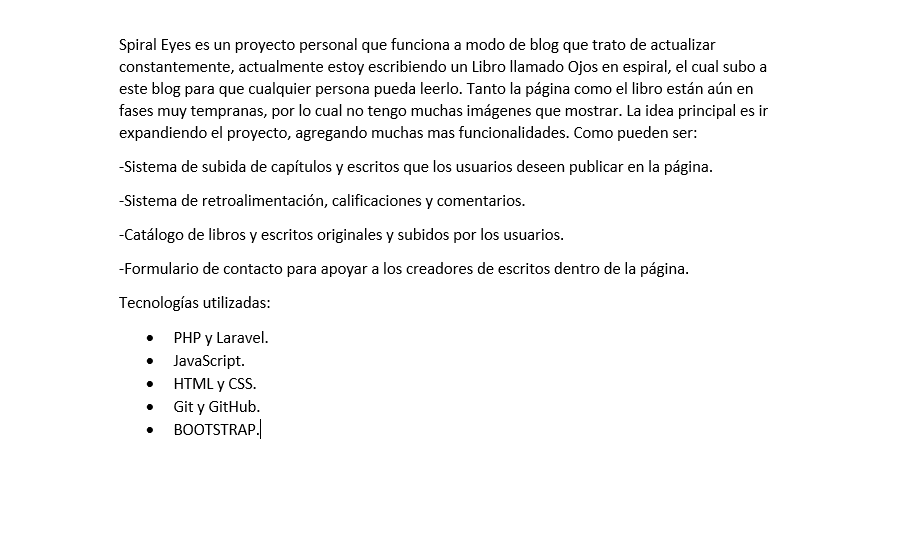 Spiral Eyes es un proyecto personal que funciona a modo de blog que trato de actualizar
constantemente, actualmente estoy escribiendo un Libro llamado Ojos en espiral, el cual subo a
este blog para que cualquier persona pueda leerlo. Tanto la página como el libro están aún en
fases muy tempranas, por lo cual no tengo muchas imágenes que mostrar. La idea principal es ir
expandiendo el proyecto, agregando muchas mas funcionalidades. Como pueden ser:
-Sistema de subida de capítulos y escritos que los usuarios deseen publicar en la página.
-Sistema de retroalimentación, calificaciones y comentarios.
-Catálogo de libros y escritos originales y subidos por los usuarios.
-Formulario de contacto para apoyar a los creadores de escritos dentro de la página.
Tecnologías utilizadas:
• PHP y Laravel.
• JavaScript.
• HTML y CSS.
• Git y GitHub.
• BOOTSTRAP.